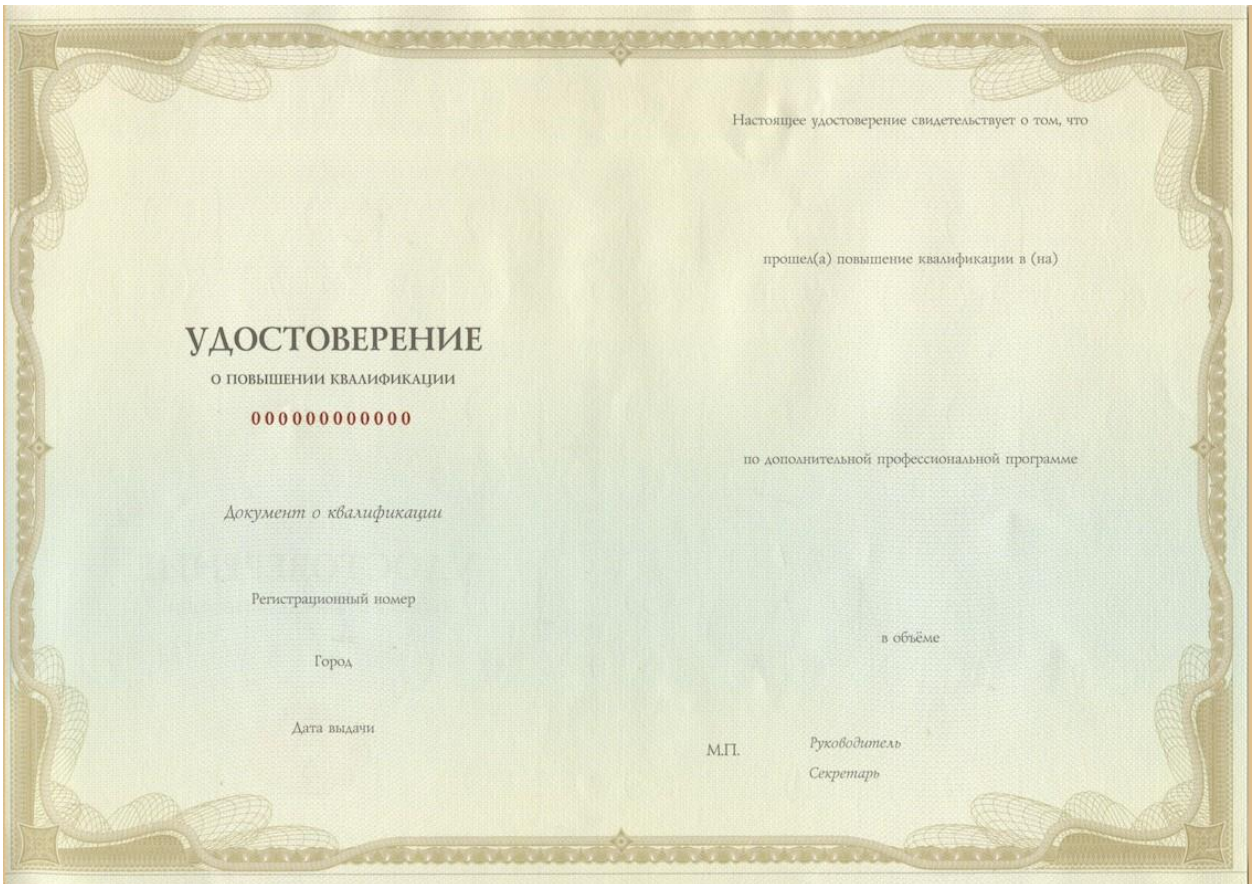 УДОСТОВЕРЕНИЕ
О ПОВЫШЕНИИ КВАЛИФИКАЦИИ
000000000000
Документ о квалификации
Регистрационный номер
Город
Дата выдачи
Настоящее удостоверение свидетельствует о том, что
прошел(а) повышение квалификации в (на)
по дополнительной профессиональной программе
в объёме
М.П.
Руководитель
Секретарь